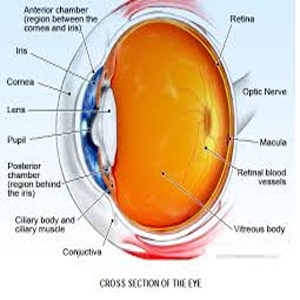 Anterior chamber
(region between the
cornea and iris)
Iris
Cornea
Lens
Pupil
Posterior
chamber
(region behind
the iris)
Ciliary body and
ciliary muscle
Conjuctiva
Retina
Optic Nerve
Macula
Retinal blood
vessels
Vitreous body
CROSS SECTION OF THE EYE